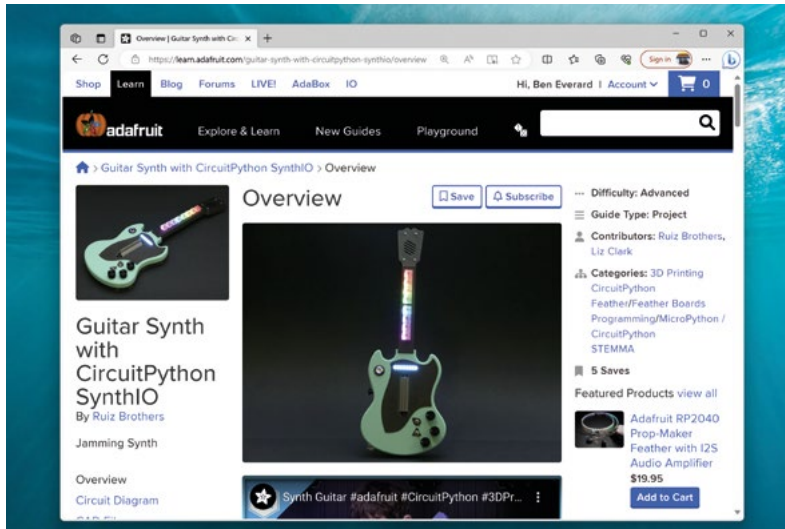 Overview | Guitar Synth with Cir
https://learn.adafruit.com/guitar-synth-with-circuitpython-synthio/overview
Sign in
Shop Learn Blog Forums LIVE! AdaBox IO
Hi, Ben Everard | Account
0
adafruit
Explore & Learn New Guides Playground
> Guitar Synth with CircuitPython SynthIO > Overview
Guitar Synth
with
CircuitPython
SynthIO
By Ruiz Brothers
Jamming Synth
Overview
Circuit Diagram
Overview
Save
Subscribe
Synth Guitar #adafruit #CircuitPython #3DPr...
Difficulty: Advanced
Guide Type: Project
Contributors: Ruiz Brothers,
Liz Clark
Categories: 3D Printing
CircuitPython
Feather/Feather Boards
Programming/MicroPython /
CircuitPython
STEMMA
5 Saves
Featured Products view all
Adafruit RP2040
Prop-Maker
Feather with I2S
Audio Amplifier
$19.95
Add to Cart